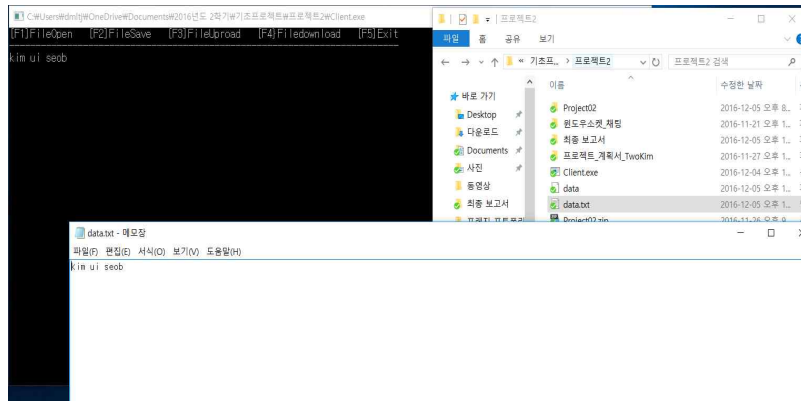 C:\Users\dmltj\OneDrive\Documents\2016년도 2학기\기초프로젝트\프로젝트2\Client.exe
[F1]FileOpen [F2]FileSave [F3]FileUproad [F4]Filedownload [F5]Exit
kim ui seob
프로젝트2
파일 홈 공유 보기
« 기초프... > 프로젝트2
프로젝트2 검색
이름 수정한 날짜
바로 가기
Desktop
다운로드
Documents
사진
동영상
최종 보고서
Project02 2016-12-05 오후 8...
윈도우소켓_채팅 2016-11-21 오후 1...
최종 보고서 2016-12-05 오후 1...
프로젝트_계획서_TwoKim 2016-11-27 오후 1...
Client.exe 2016-12-04 오후 1...
data 2016-12-05 오후 1...
data.txt 2016-12-05 오후 1...
Project02.zip 2016-11-26 오후 9...
data.txt - 메모장
파일(F) 편집(E) 서식(O) 보기(V) 도움말(H)
kim ui seob